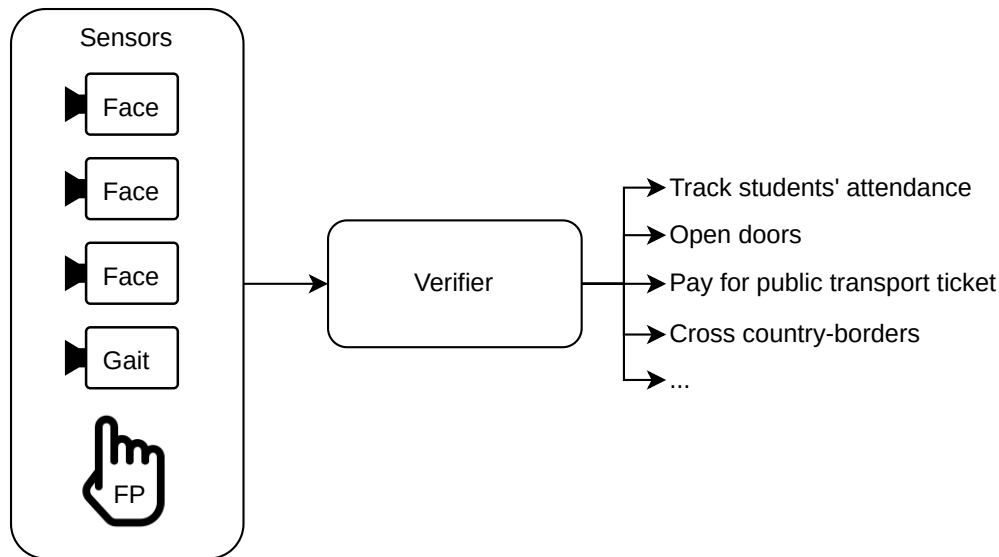 Sensors
Face
Face
Face
Gait
FP
Verifier
Track students' attendance
Open doors
Pay for public transport ticket
Cross country-borders
...